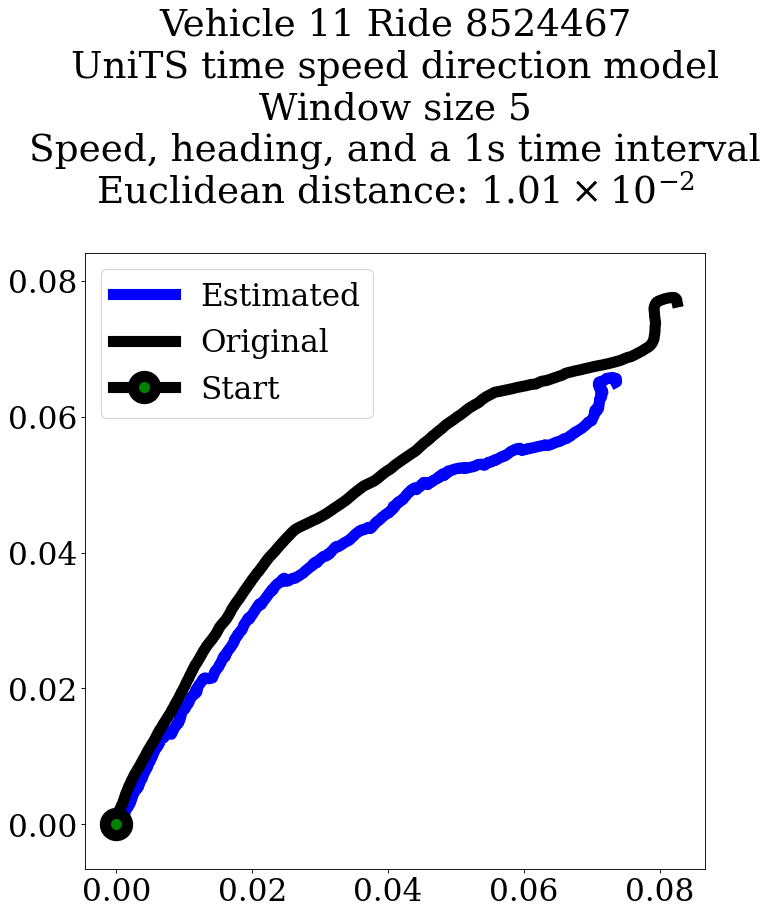 Vehicle 11 Ride 8524467
UniTS time speed direction model
Window size 5
Speed, heading, and a 1s time interval
Euclidean distance: 1.01 × 10⁻²
Estimated
Original
Start
0.08
0.06
0.04
0.02
0.00
0.00 0.02 0.04 0.06 0.08